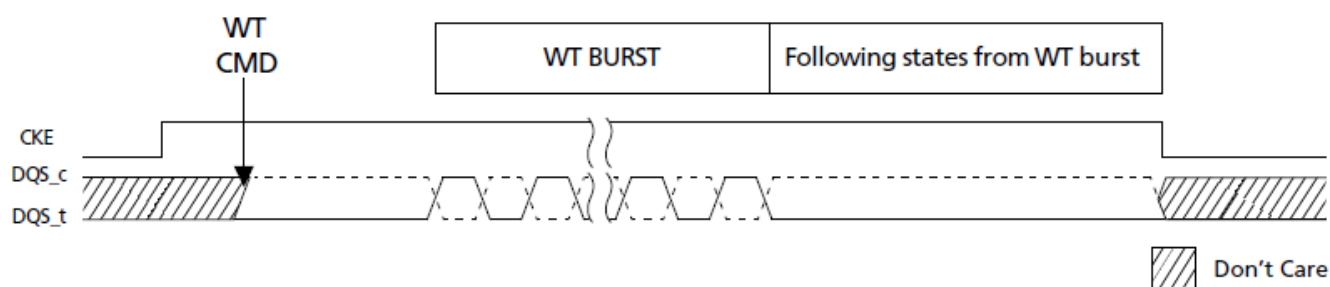 WT
CMD
WT BURST
Following states from WT burst
CKE
DQS_c
DQS_t
Don't Care